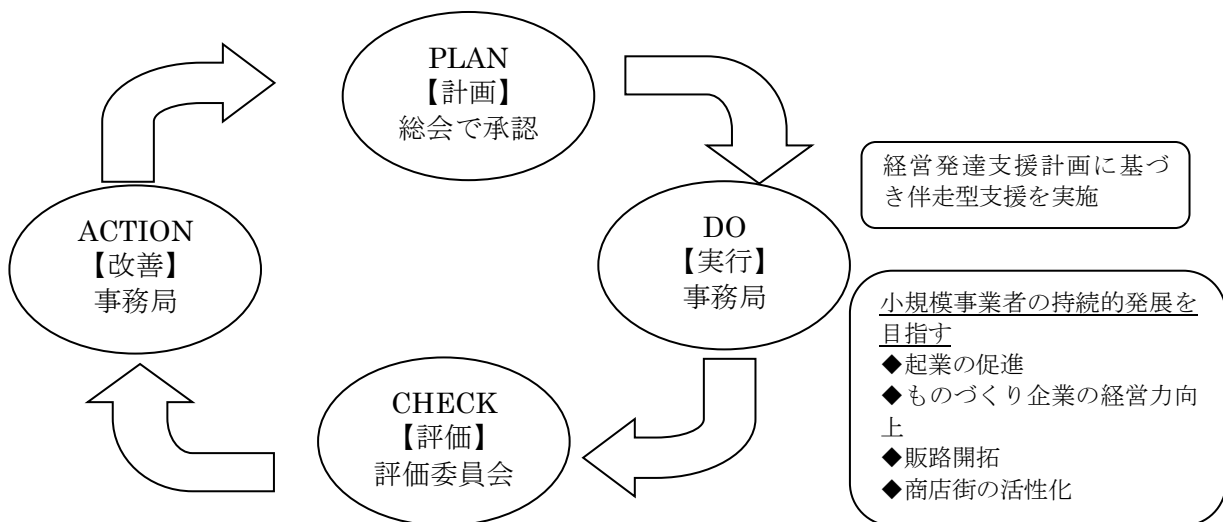 PLAN
【計画】
総会で承認
DO
【実行】
事務局
経営発達支援計画に基づ
き伴走型支援を実施
小規模事業者の持続的発展を
目指す
◆起業の促進
◆ものづくり企業の経営力向
上
◆販路開拓
◆商店街の活性化
CHECK
【評価】
評価委員会
ACTION
【改善】
事務局